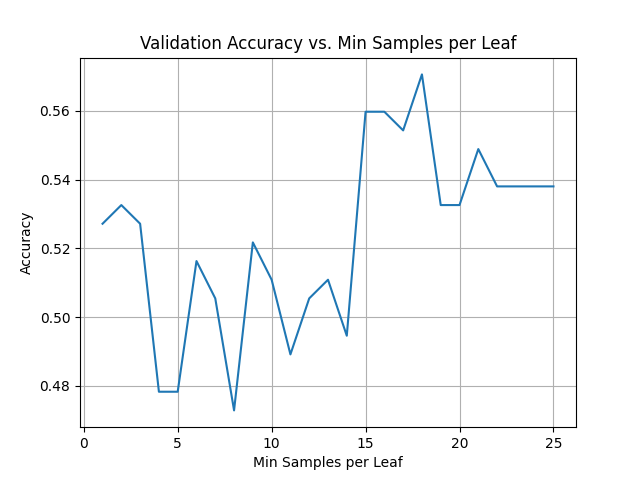 Validation Accuracy vs. Min Samples per Leaf
Accuracy
0.56
0.54
0.52
0.50
0.48
0 5 10 15 20 25
Min Samples per Leaf